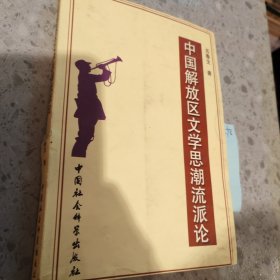 中国解放区文学思潮流派论
著
中国社会科学出版社